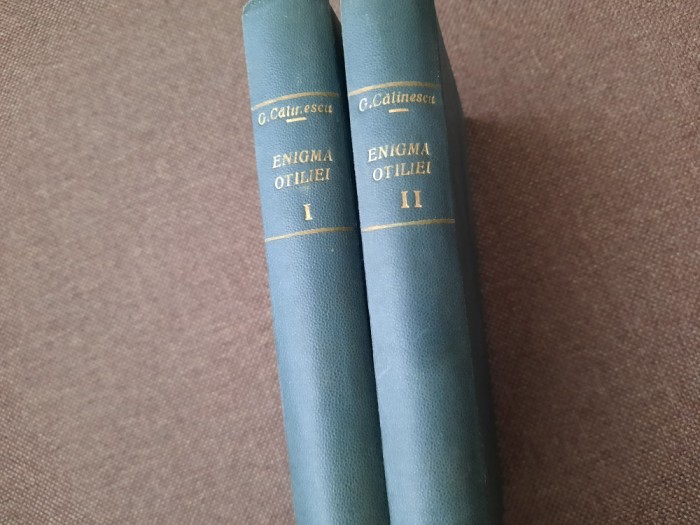 G. Călinescu
ENIGMA
OTILIEI
I
G. Călinescu
ENIGMA
OTILIEI
II